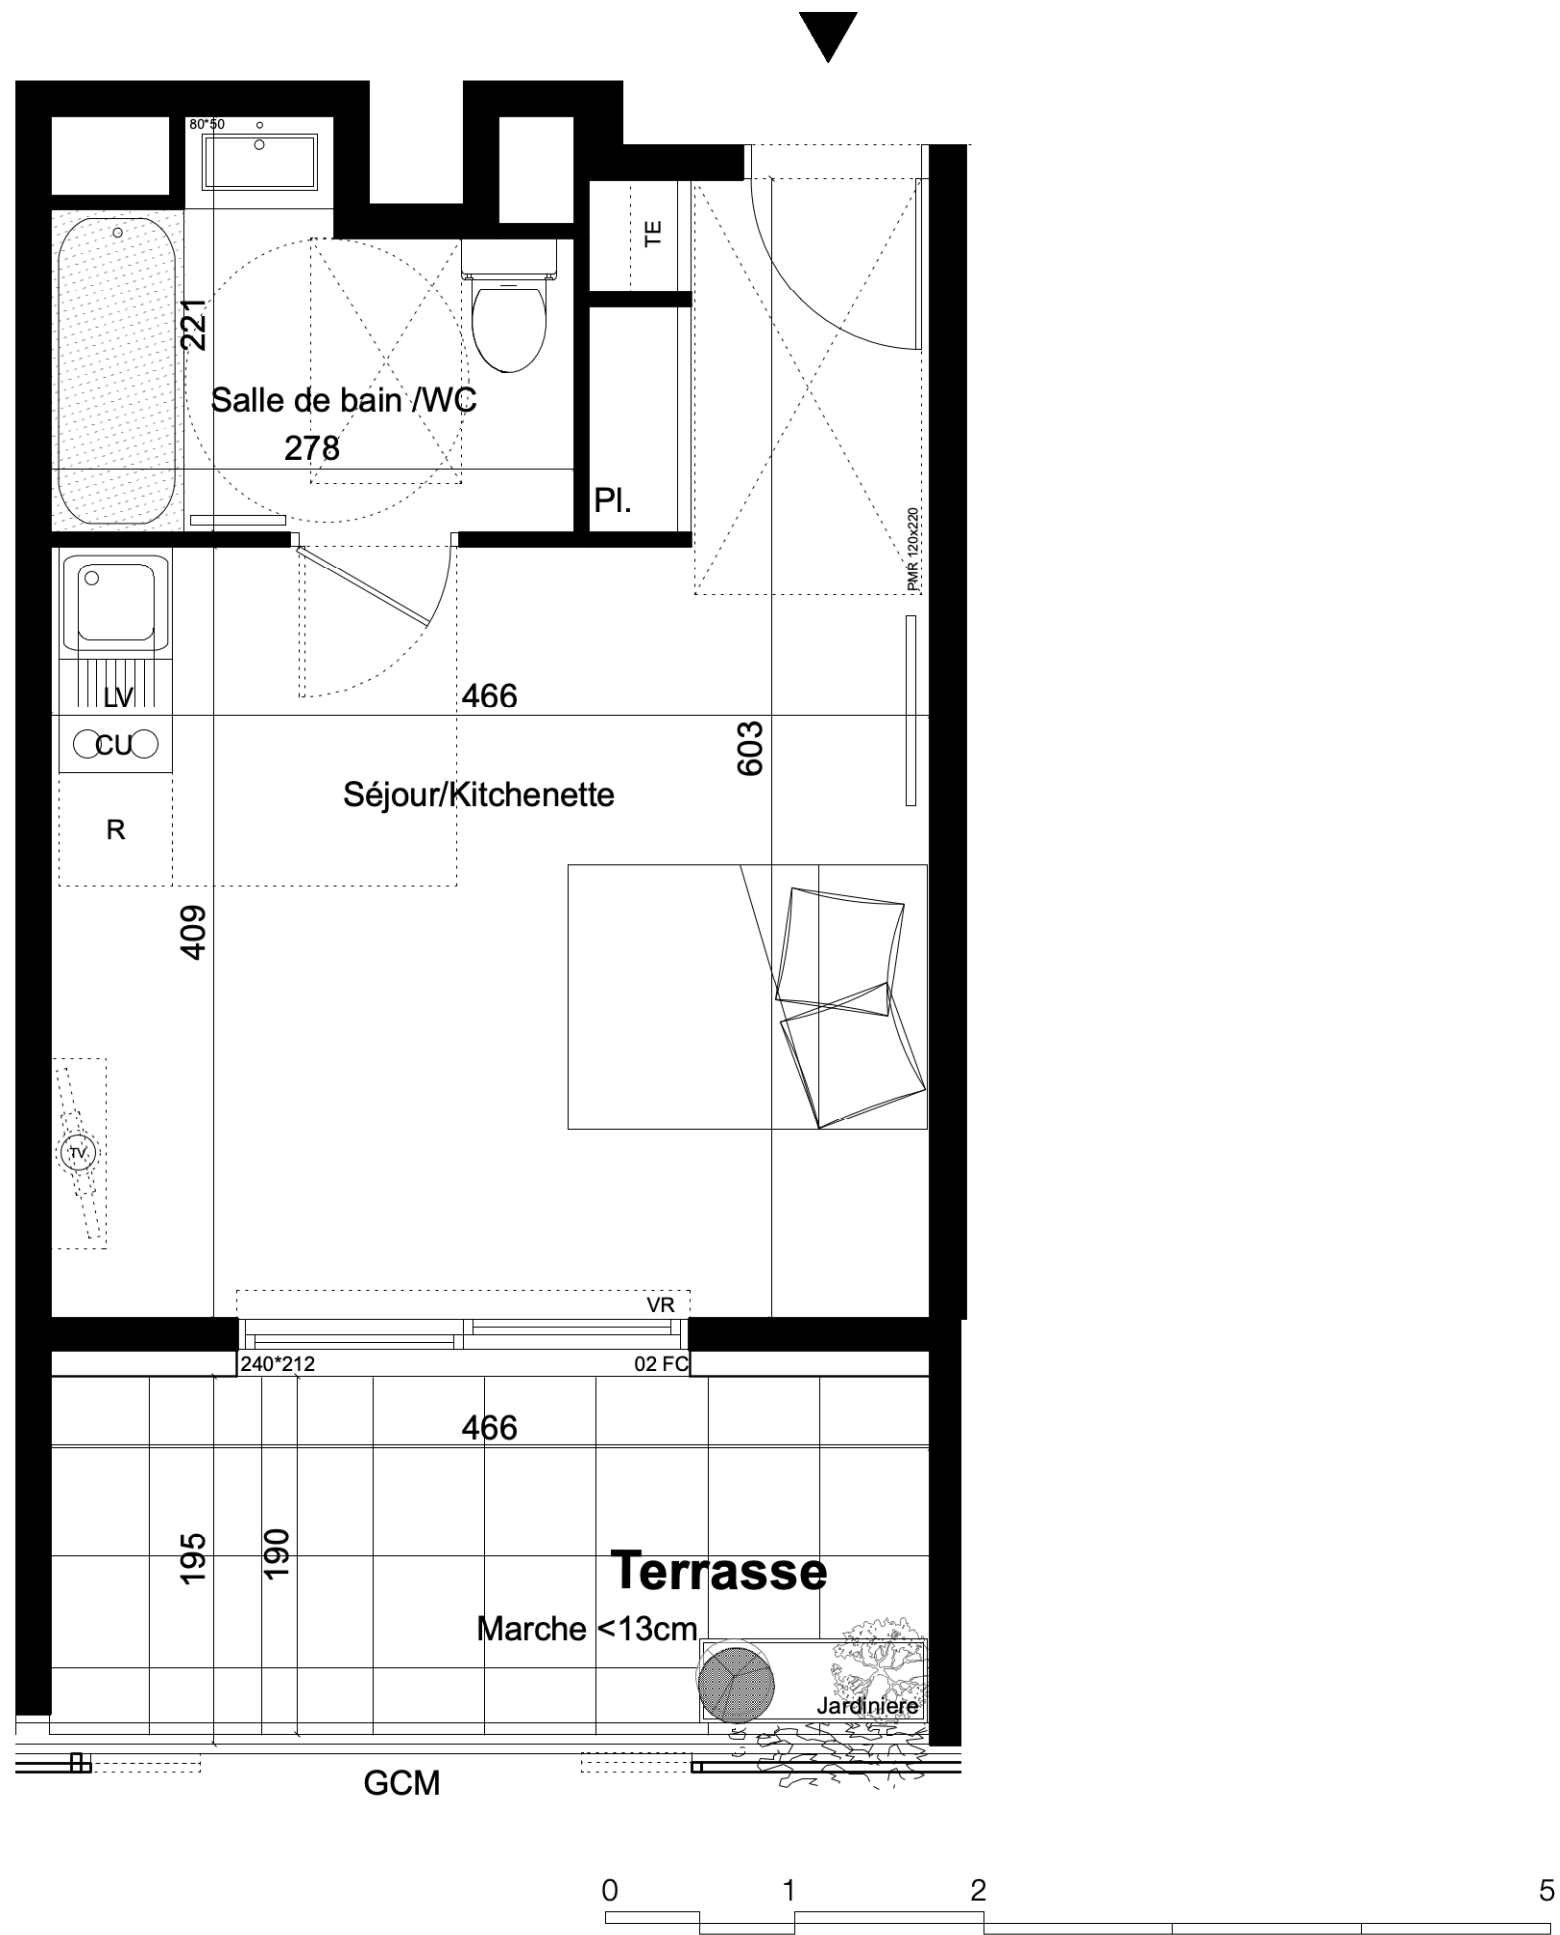 80*50
TE
221
Salle de bain /WC
278
Pl.
PMR 120x220
LV
466
CU
603
Séjour/Kitchenette
R
409
TV
VR
240*212
02 FC
466
195
190
Terrasse
Marche <13cm
Jardiniere
GCM
0 1 2 5